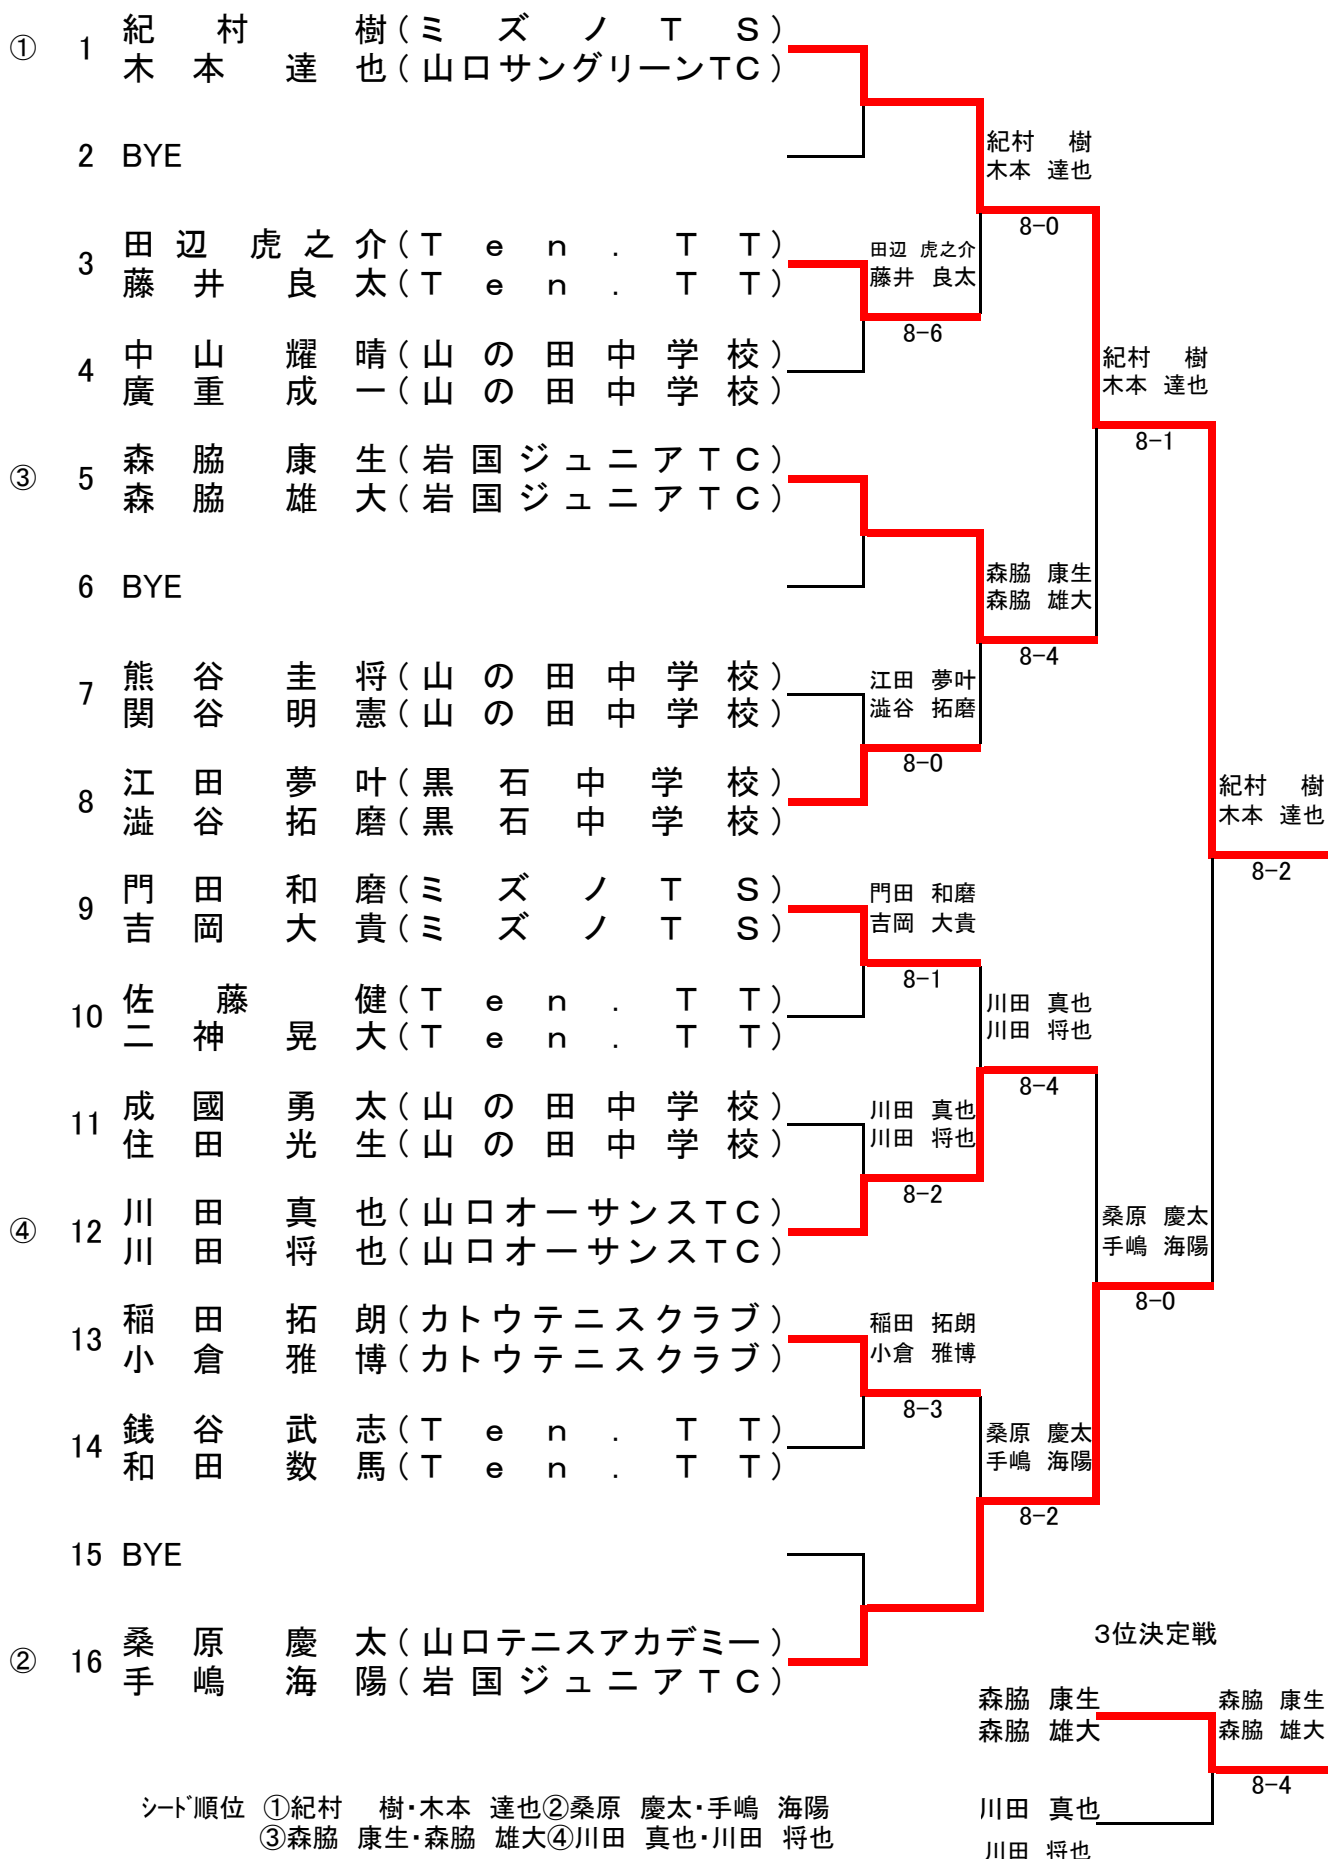 ① 1 紀村 樹(ミズノTS)
木本 達也(山口サングリーンTC)
2 BYE
3 田辺 虎之介(Ten.TT)
藤井 良太(Ten.TT)
4 中山 耀晴(山の田中学校)
廣重 成一(山の田中学校)
③ 5 森脇 康生(岩国ジュニアTC)
森脇 雄大(岩国ジュニアTC)
6 BYE
7 熊谷 圭将(山の田中学校)
関谷 明憲(山の田中学校)
8 江田 夢叶(黒石中学校)
澁谷 拓磨(黒石中学校)
9 門田 和磨(ミズノTS)
吉岡 大貴(ミズノTS)
10 佐藤 健(Ten.TT)
二神 晃大(Ten.TT)
11 成國 勇太(山の田中学校)
住田 光生(山の田中学校)
④ 12 川田 真也(山口オーサンスTC)
川田 将也(山口オーサンスTC)
13 稲田 拓朗(カトウテニスクラブ)
小倉 雅博(カトウテニスクラブ)
14 銭谷 武志(Ten.TT)
和田 数馬(Ten.TT)
15 BYE
② 16 桑原 慶太(山口テニスアカデミー)
手嶋 海陽(岩国ジュニアTC)
田辺 虎之介
藤井 良太
8-6
江田 夢叶
澁谷 拓磨
8-0
門田 和磨
吉岡 大貴
8-1
川田 真也
川田 将也
8-2
稲田 拓朗
小倉 雅博
8-3
紀村 樹
木本 達也
8-0
森脇 康生
森脇 雄大
8-4
川田 真也
川田 将也
8-4
桑原 慶太
手嶋 海陽
8-2
紀村 樹
木本 達也
8-1
桑原 慶太
手嶋 海陽
8-0
紀村 樹
木本 達也
8-2
3位決定戦
森脇 康生
森脇 雄大
川田 真也
川田 将也
森脇 康生
森脇 雄大
8-4
シード順位 ①紀村 樹・木本 達也②桑原 慶太・手嶋 海陽
③森脇 康生・森脇 雄大④川田 真也・川田 将也